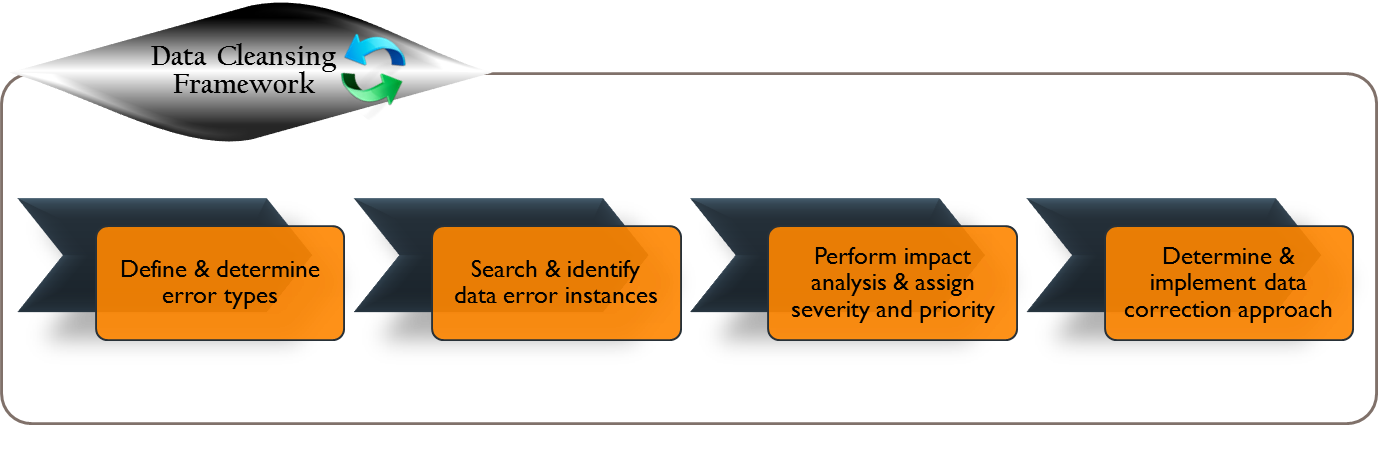 Data Cleansing
Framework
Define & determine
error types
Search & identify
data error instances
Perform impact
analysis & assign
severity and priority
Determine &
implement data
correction approach